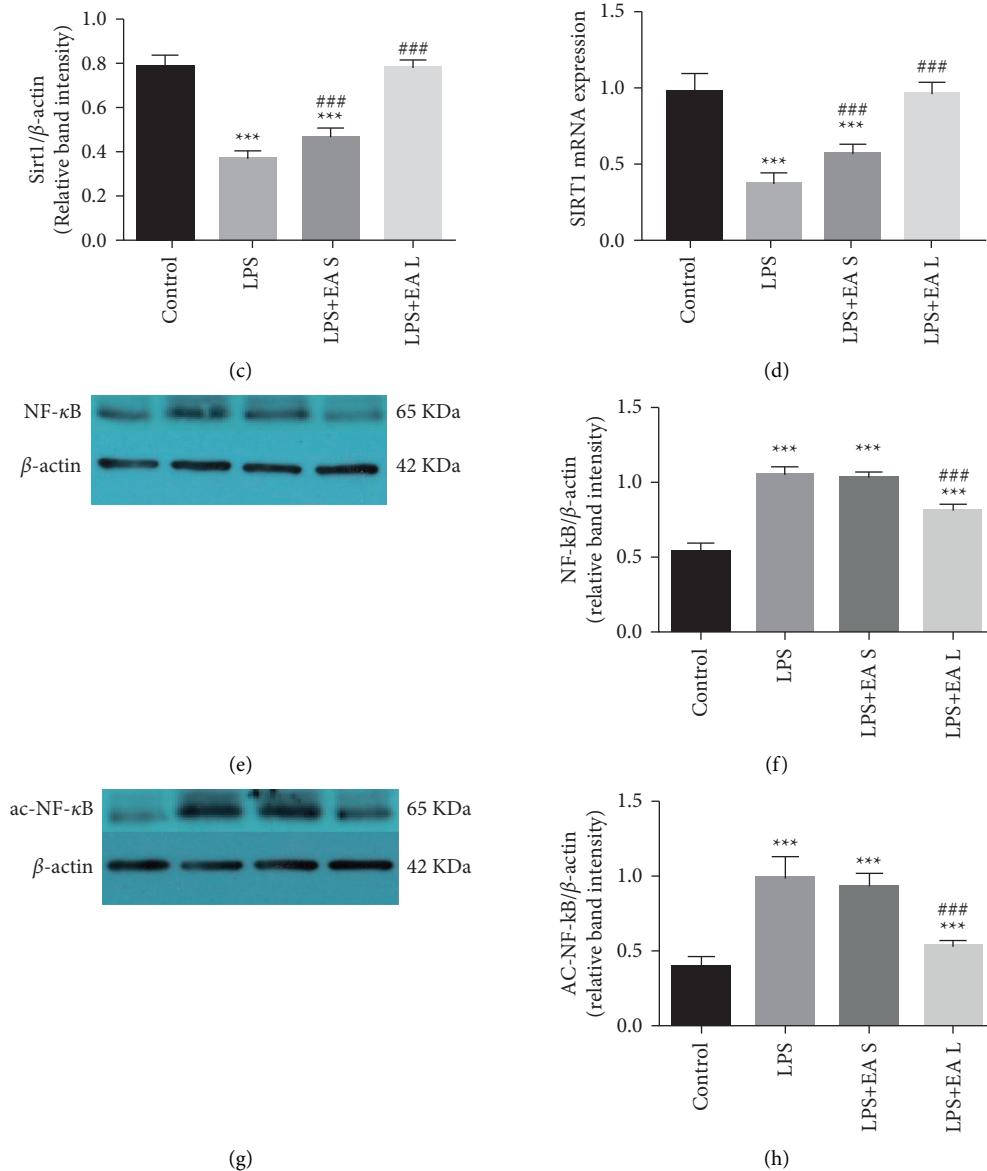 Sirt1/β-actin
(Relative band intensity)
1.0
0.8
0.6
0.4
0.2
0.0
***
###
***
###
Control
LPS
LPS+EA S
LPS+EA L
(c)
SIRT1 mRNA expression
1.5
1.0
0.5
0.0
***
###
***
###
Control
LPS
LPS+EA S
LPS+EA L
(d)
NF-κB
65 KDa
β-actin
42 KDa
(e)
NF-kB/β-actin
(relative band intensity)
1.5
1.0
0.5
0.0
***
***
###
***
Control
LPS
LPS+EA S
LPS+EA L
(f)
ac-NF-κB
65 KDa
β-actin
42 KDa
(g)
AC-NF-kB/β-actin
(relative band intensity)
1.5
1.0
0.5
0.0
***
***
###
***
Control
LPS
LPS+EA S
LPS+EA L
(h)